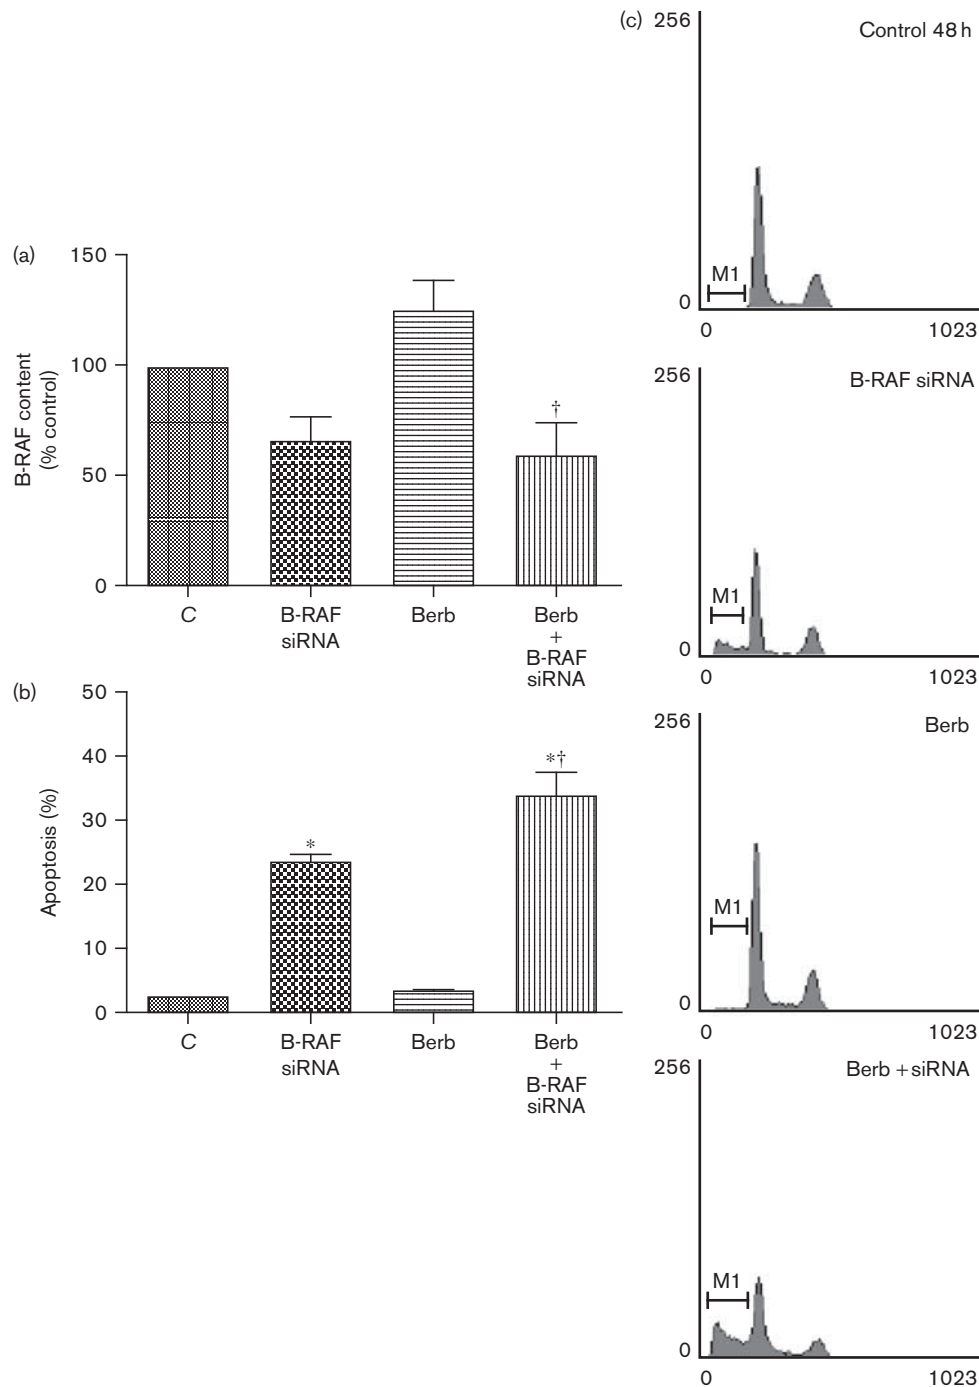 (a)
150
100
50
0
B-RAF content
(% control)
†
C
B-RAF
siRNA
Berb
Berb
+
B-RAF
siRNA
(b)
50
40
30
20
10
0
Apoptosis (%)
*
*†
C
B-RAF
siRNA
Berb
Berb
+
B-RAF
siRNA
(c)
256
Control 48 h
M1
0
0 1023
256
B-RAF siRNA
M1
0
0 1023
256
Berb
M1
0
0 1023
256
Berb + siRNA
M1
0
0 1023